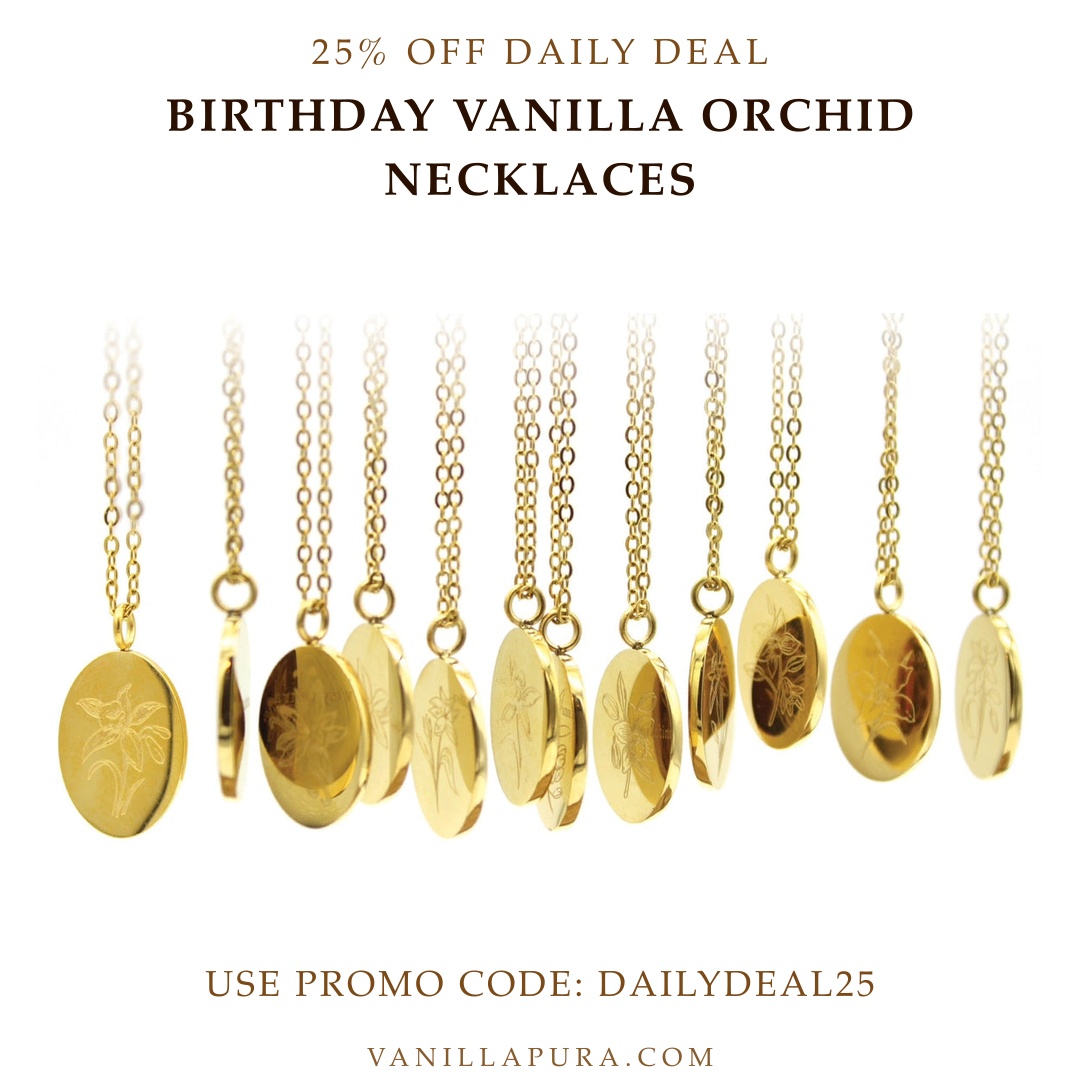 25% OFF DAILY DEAL
BIRTHDAY VANILLA ORCHID
NECKLACES
USE PROMO CODE: DAILYDEAL25
VANILLAPURA.COM